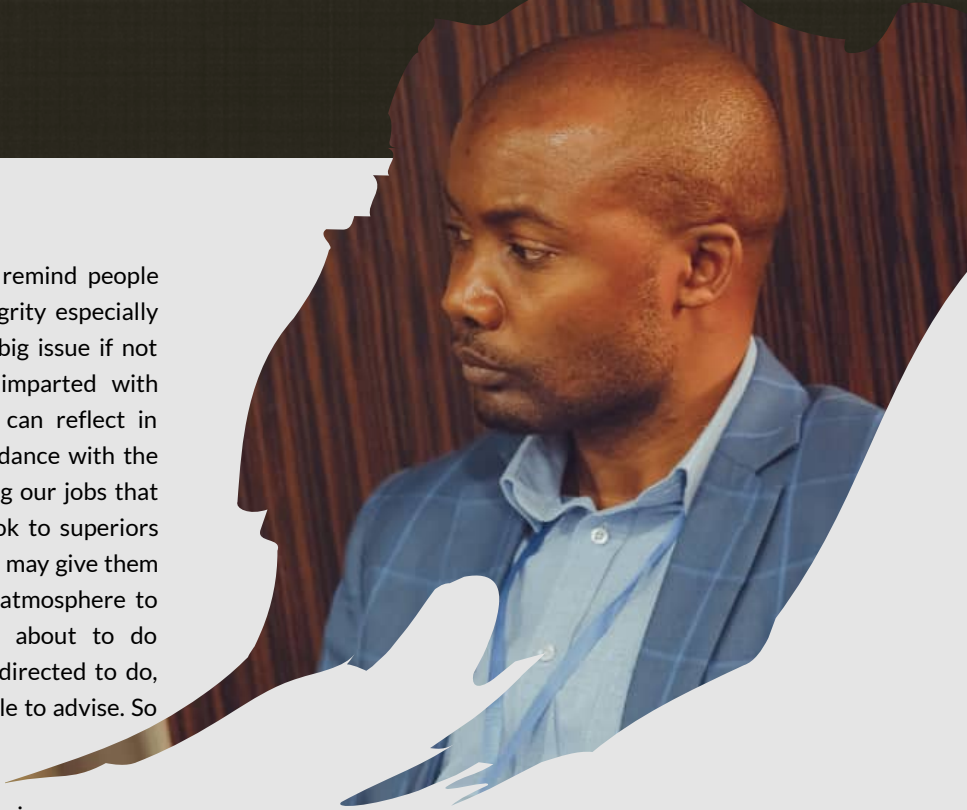 remind people
grity especially
big issue if not
imparted with
can reflect in
dance with the
g our jobs that
ok to superiors
may give them
atmosphere to
about to do
directed to do,
le to advise. So